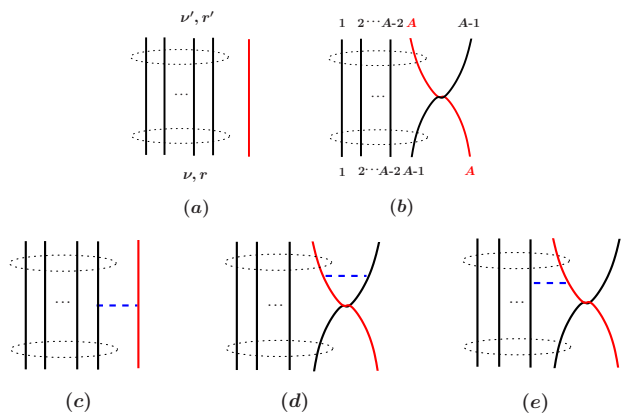 ν′, r′
...
ν, r
(a)
1 2...A-2 A A-1
...
1 2...A-2 A-1 A
(b)
...
(c)
...
(d)
...
(e)